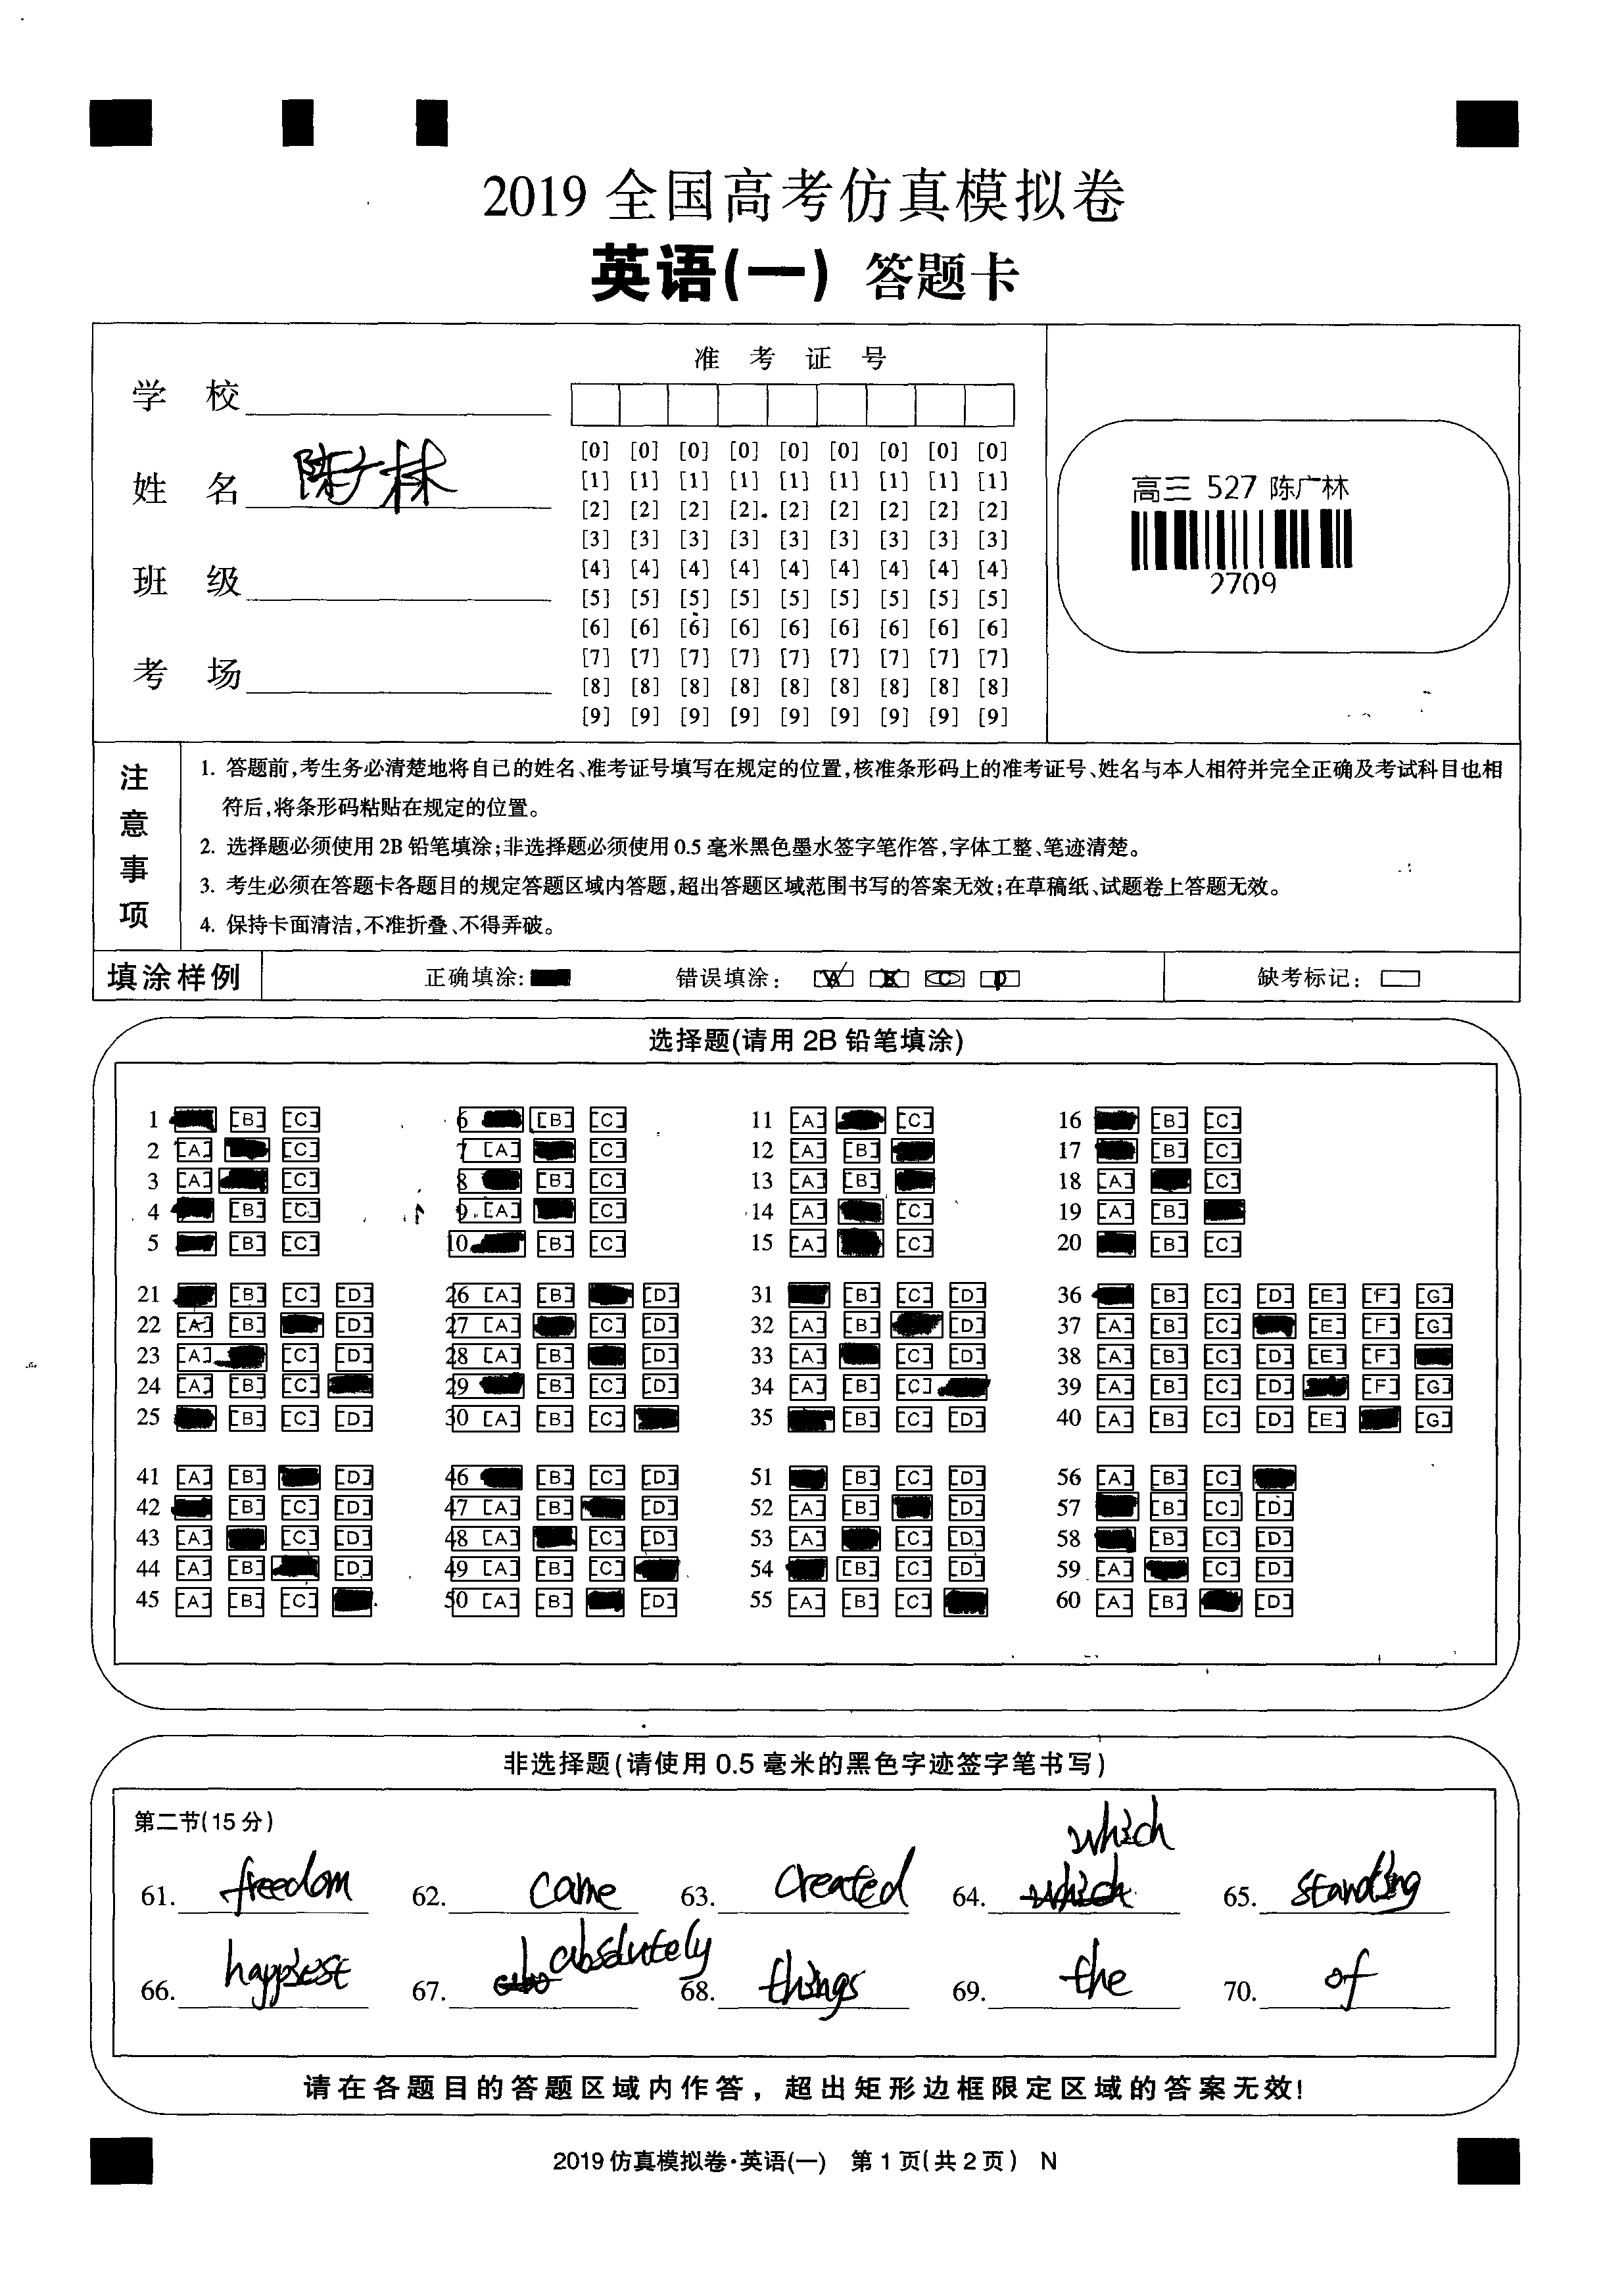 2019 全国高考仿真模拟卷
英语(一) 答题卡
准 考 证 号
学 校
姓 名 陈广林
班 级
考 场
[0] [0] [0] [0] [0] [0] [0] [0] [0]
[1] [1] [1] [1] [1] [1] [1] [1] [1]
[2] [2] [2] [2] [2] [2] [2] [2] [2]
[3] [3] [3] [3] [3] [3] [3] [3] [3]
[4] [4] [4] [4] [4] [4] [4] [4] [4]
[5] [5] [5] [5] [5] [5] [5] [5] [5]
[6] [6] [6] [6] [6] [6] [6] [6] [6]
[7] [7] [7] [7] [7] [7] [7] [7] [7]
[8] [8] [8] [8] [8] [8] [8] [8] [8]
[9] [9] [9] [9] [9] [9] [9] [9] [9]
高三 527 陈广林
2709
注意事项
1. 答题前,考生务必清楚地将自己的姓名、准考证号填写在规定的位置,核准条形码上的准考证号、姓名与本人相符并完全正确及考试科目也相
符后,将条形码粘贴在规定的位置。
2. 选择题必须使用 2B 铅笔填涂;非选择题必须使用 0.5 毫米黑色墨水签字笔作答,字体工整、笔迹清楚。
3. 考生必须在答题卡各题目的规定答题区域内答题,超出答题区域范围书写的答案无效;在草稿纸、试题卷上答题无效。
4. 保持卡面清洁,不准折叠、不得弄破。
填涂样例 正确填涂: 错误填涂: A B C D 缺考标记:
选择题(请用 2B 铅笔填涂)
1 [B] [C] 6 [B] [C] 11 [A] [C] 16 [B] [C]
2 [A] [C] 7 [A] [C] 12 [A] [B] 17 [B] [C]
3 [A] [C] 8 [B] [C] 13 [A] [B] 18 [A] [C]
4 [B] [C] 9 [A] [C] 14 [A] [C] 19 [A] [B]
5 [B] [C] 10 [B] [C] 15 [A] [C] 20 [B] [C]
21 [B] [C] [D] 26 [A] [B] [D] 31 [B] [C] [D] 36 [B] [C] [D] [E] [F] [G]
22 [A] [B] [D] 27 [A] [C] [D] 32 [A] [B] [D] 37 [A] [B] [C] [E] [F] [G]
23 [A] [C] [D] 28 [A] [B] [D] 33 [A] [C] [D] 38 [A] [B] [C] [D] [E] [F]
24 [A] [B] [C] 29 [B] [C] [D] 34 [A] [B] [C] 39 [A] [B] [C] [D] [F] [G]
25 [B] [C] [D] 30 [A] [B] [C] 35 [B] [C] [D] 40 [A] [B] [C] [D] [E] [G]
41 [A] [B] [D] 46 [B] [C] [D] 51 [B] [C] [D] 56 [A] [B] [C]
42 [B] [C] [D] 47 [A] [B] [D] 52 [A] [B] [D] 57 [B] [C] [D]
43 [A] [C] [D] 48 [A] [C] [D] 53 [A] [C] [D] 58 [B] [C] [D]
44 [A] [B] [D] 49 [A] [B] [C] 54 [B] [C] [D] 59 [A] [C] [D]
45 [A] [B] [C] 50 [A] [B] [D] 55 [A] [B] [C] 60 [A] [B] [D]
非选择题(请使用 0.5 毫米的黑色字迹签字笔书写)
第二节(15 分)
61. freedom 62. came 63. created 64. which 65. standing
66. happiest 67. absolutely 68. things 69. the 70. of
请在各题目的答题区域内作答，超出矩形边框限定区域的答案无效!
2019 仿真模拟卷·英语(一) 第 1 页(共 2 页) N